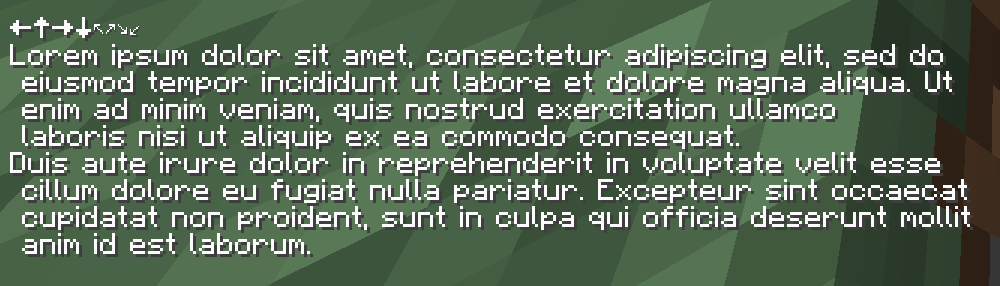 ←↑→↓↖↗↘↙
Lorem ipsum dolor sit amet, consectetur adipiscing elit, sed do
eiusmod tempor incididunt ut labore et dolore magna aliqua. Ut
enim ad minim veniam, quis nostrud exercitation ullamco
laboris nisi ut aliquip ex ea commodo consequat.
Duis aute irure dolor in reprehenderit in voluptate velit esse
cillum dolore eu fugiat nulla pariatur. Excepteur sint occaecat
cupidatat non proident, sunt in culpa qui officia deserunt mollit
anim id est laborum.